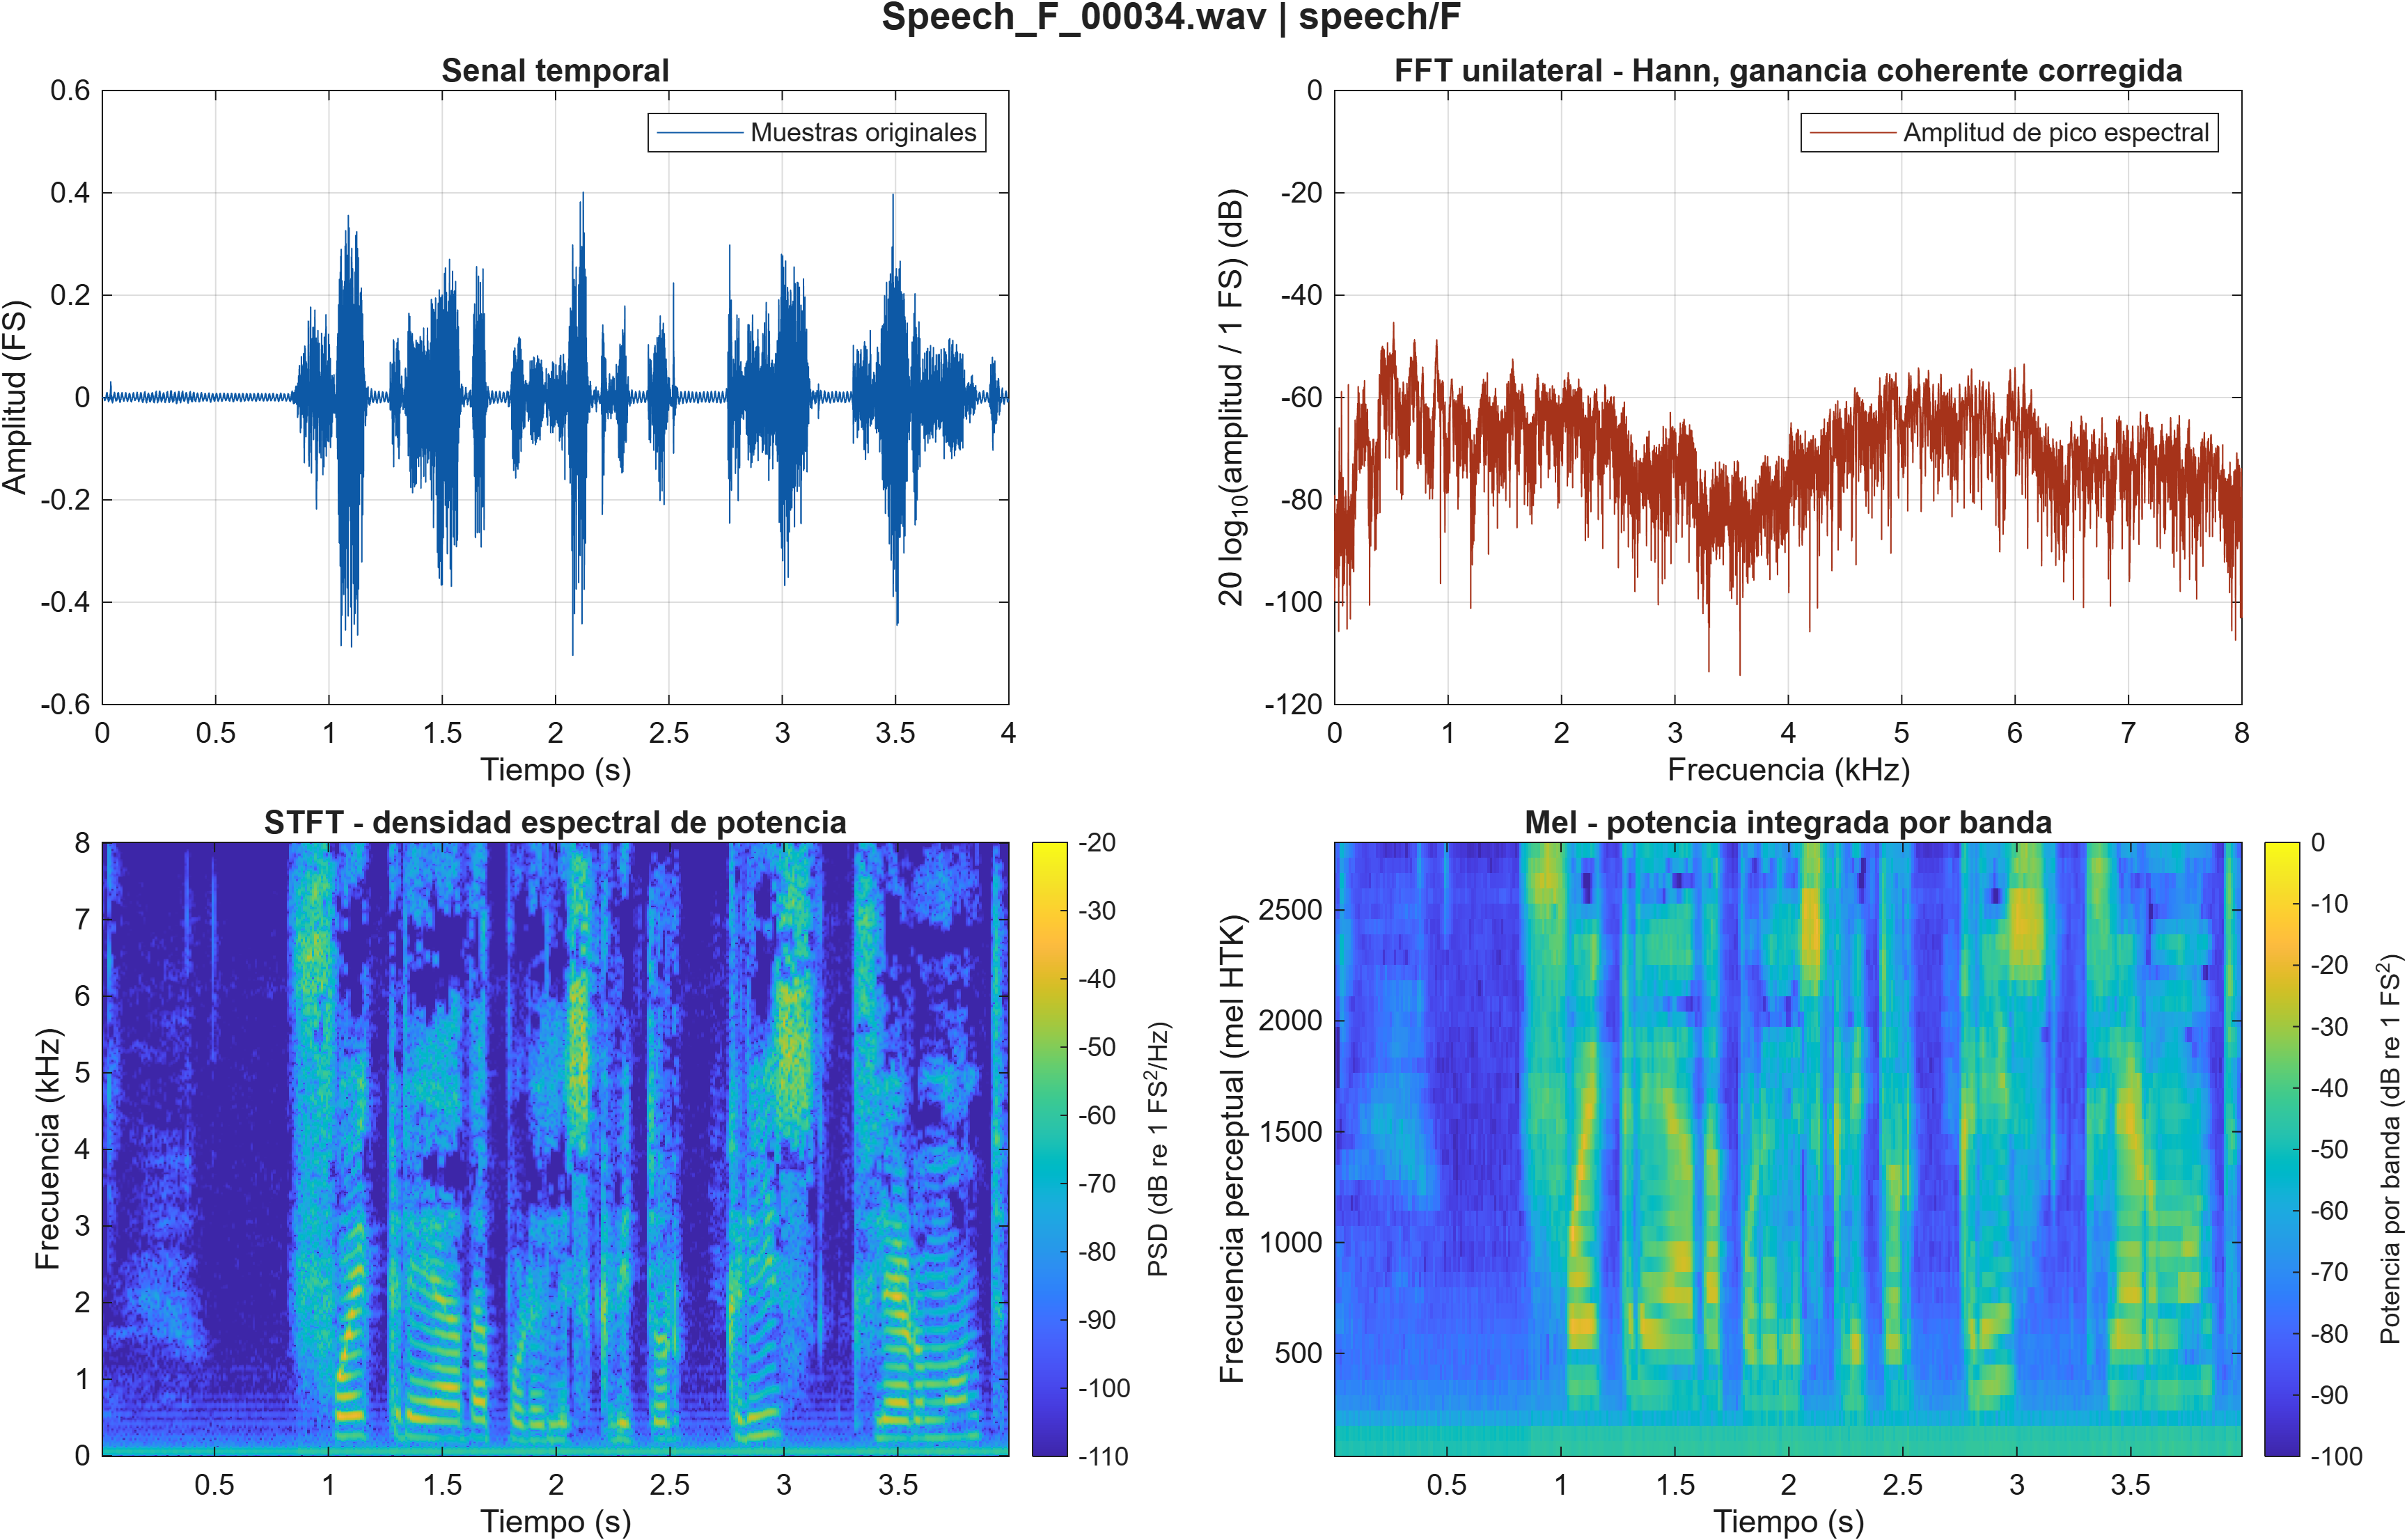 Speech_F_00034.wav | speech/F
Senal temporal
Muestras originales
0.6
0.4
0.2
0
-0.2
-0.4
-0.6
Amplitud (FS)
0 0.5 1 1.5 2 2.5 3 3.5 4
Tiempo (s)
FFT unilateral - Hann, ganancia coherente corregida
Amplitud de pico espectral
0
-20
-40
-60
-80
-100
-120
20 log10(amplitud / 1 FS) (dB)
0 1 2 3 4 5 6 7 8
Frecuencia (kHz)
STFT - densidad espectral de potencia
8
7
6
5
4
3
2
1
0
Frecuencia (kHz)
0.5 1 1.5 2 2.5 3 3.5
Tiempo (s)
-20
-30
-40
-50
-60
-70
-80
-90
-100
-110
PSD (dB re 1 FS²/Hz)
Mel - potencia integrada por banda
2500
2000
1500
1000
500
Frecuencia perceptual (mel HTK)
0.5 1 1.5 2 2.5 3 3.5
Tiempo (s)
0
-10
-20
-30
-40
-50
-60
-70
-80
-90
-100
Potencia por banda (dB re 1 FS²)